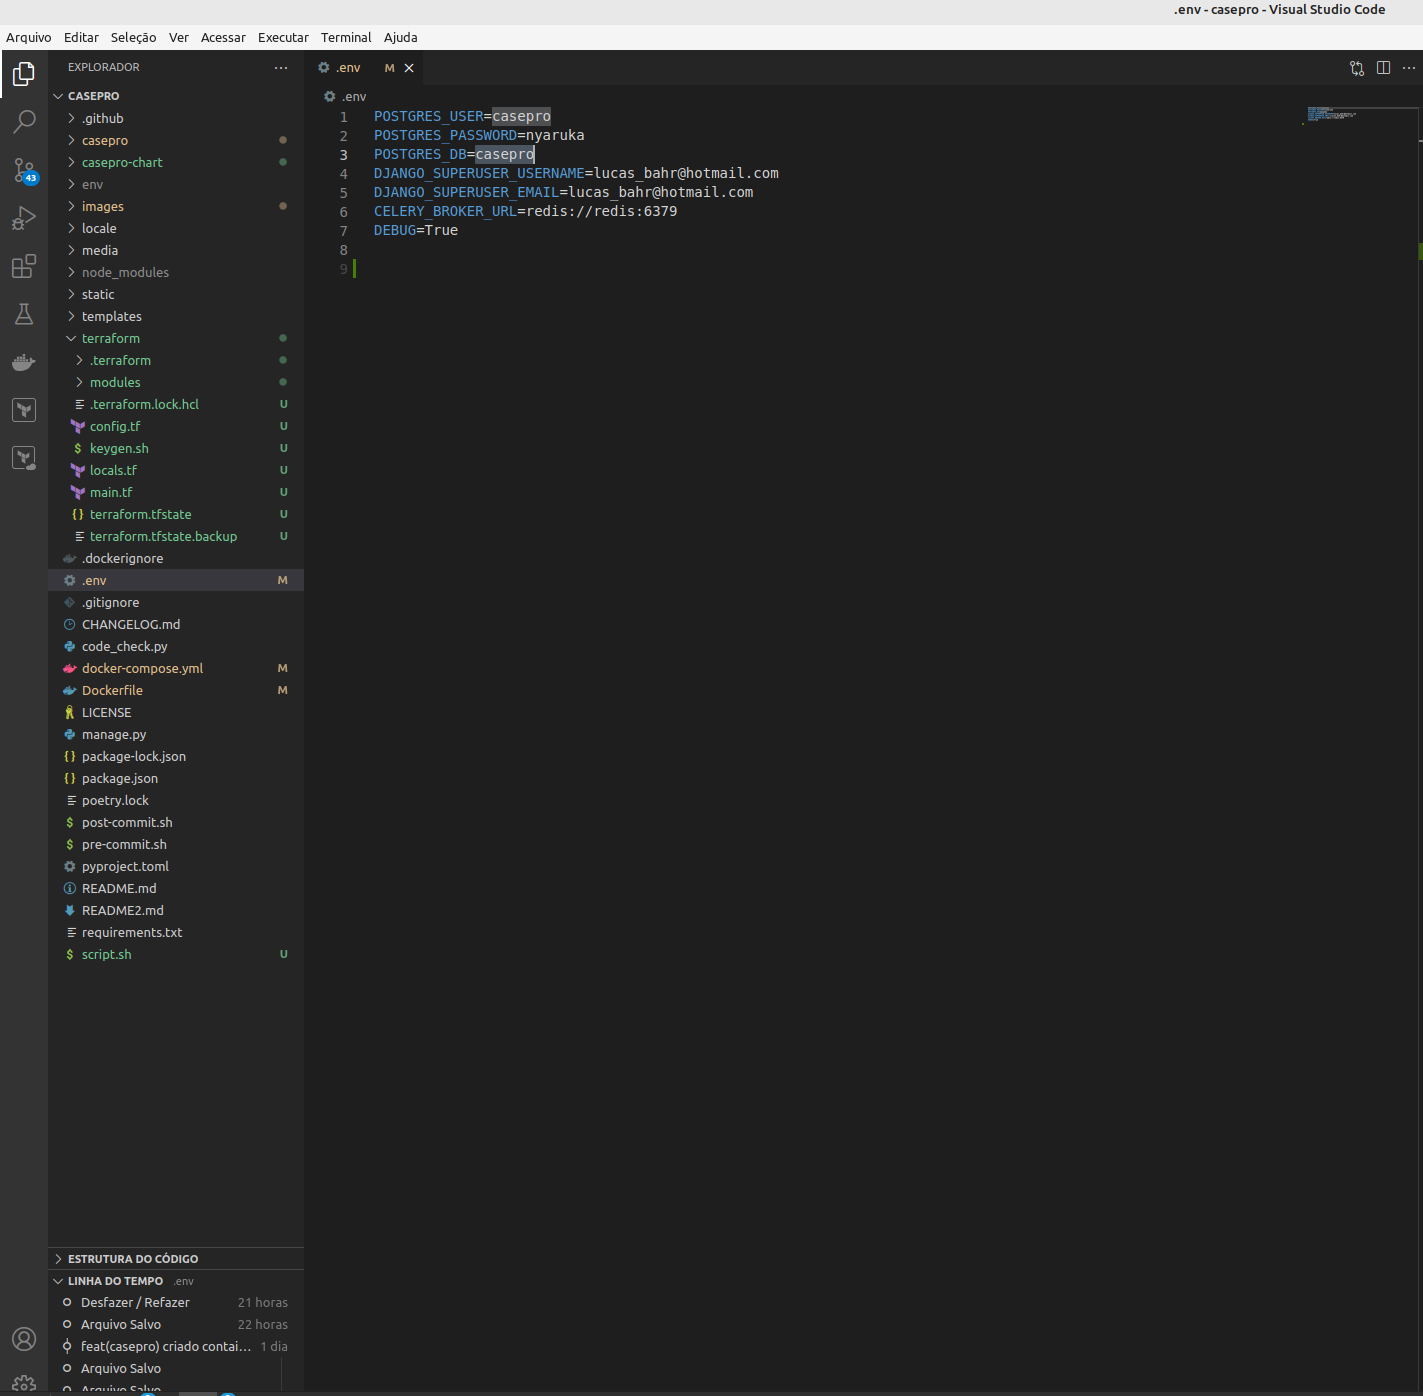 .env - casepro - Visual Studio Code
Arquivo Editar Seleção Ver Acessar Executar Terminal Ajuda
EXPLORADOR ...
.env M
CASEPRO
.env
.github
casepro
casepro-chart
env
43
images
locale
media
node_modules
static
templates
terraform
.terraform
modules
.terraform.lock.hcl U
config.tf U
keygen.sh U
locals.tf U
main.tf U
terraform.tfstate U
terraform.tfstate.backup U
.dockerignore
.env M
.gitignore
CHANGELOG.md
code_check.py
docker-compose.yml M
Dockerfile M
LICENSE
manage.py
package-lock.json
package.json
poetry.lock
post-commit.sh
pre-commit.sh
pyproject.toml
README.md
README2.md
requirements.txt
script.sh U
ESTRUTURA DO CÓDIGO
LINHA DO TEMPO .env
Desfazer / Refazer 21 horas
Arquivo Salvo 22 horas
feat(casepro) criado contai... 1 dia
Arquivo Salvo
Arquivo Salvo
1 POSTGRES_USER=casepro
2 POSTGRES_PASSWORD=nyaruka
3 POSTGRES_DB=casepro
4 DJANGO_SUPERUSER_USERNAME=lucas_bahr@hotmail.com
5 DJANGO_SUPERUSER_EMAIL=lucas_bahr@hotmail.com
6 CELERY_BROKER_URL=redis://redis:6379
7 DEBUG=True
8
9